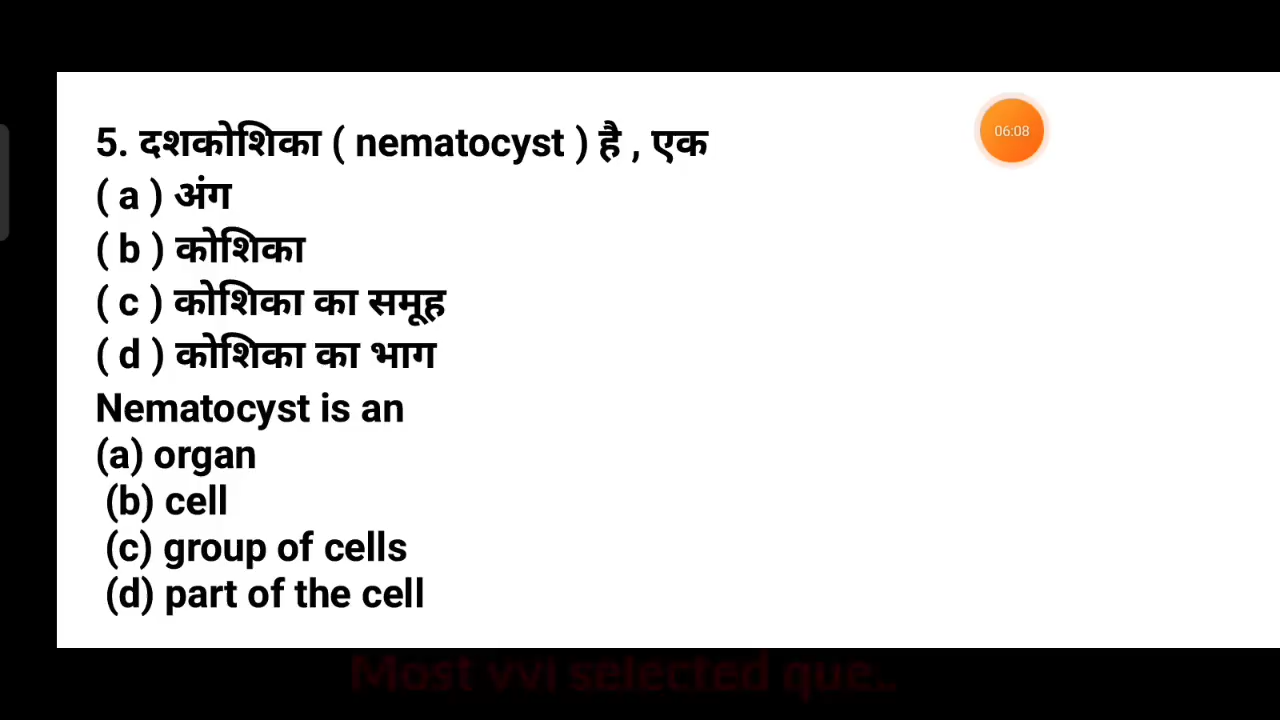 5. दशकोशिका ( nematocyst ) है , एक
06:08
( a ) अंग
( b ) कोशिका
( c ) कोशिका का समूह
( d ) कोशिका का भाग
Nematocyst is an
(a) organ
(b) cell
(c) group of cells
(d) part of the cell
Most vvi selected que..